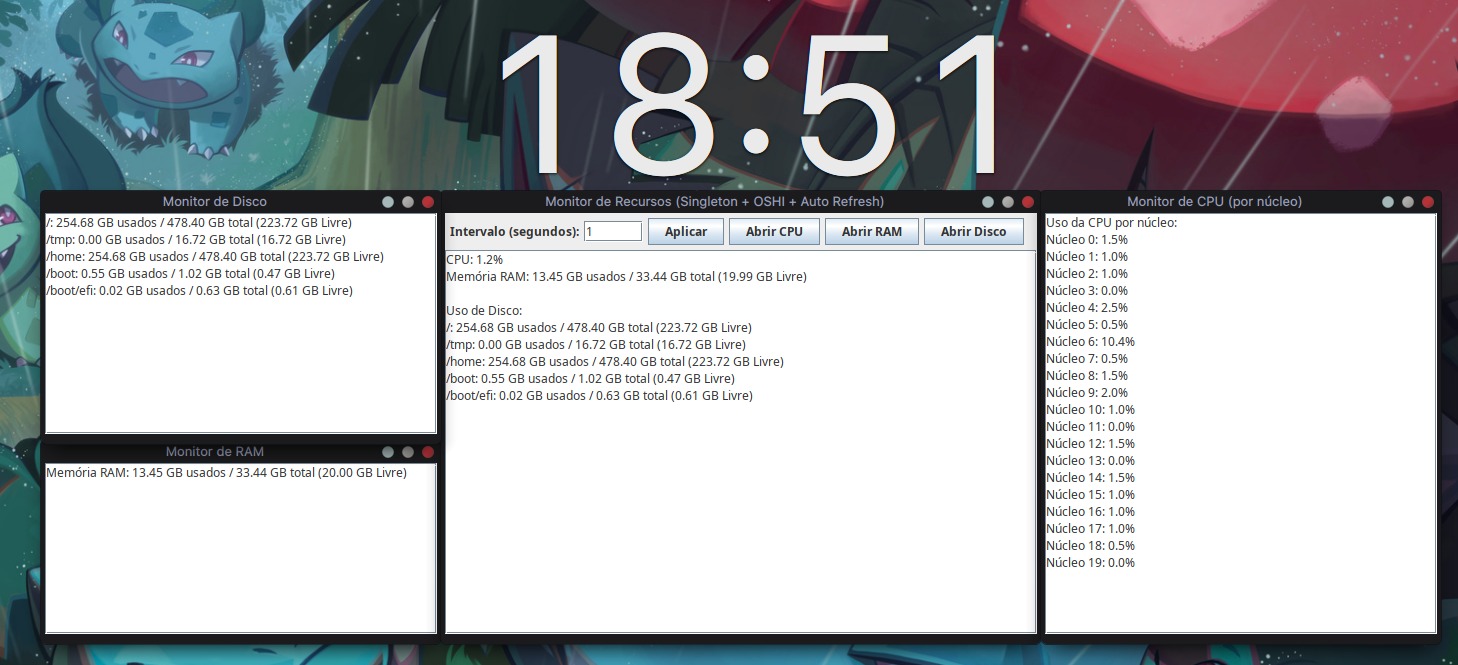 18:51
Monitor de Disco
/: 254.68 GB usados / 478.40 GB total (223.72 GB Livre)
/tmp: 0.00 GB usados / 16.72 GB total (16.72 GB Livre)
/home: 254.68 GB usados / 478.40 GB total (223.72 GB Livre)
/boot: 0.55 GB usados / 1.02 GB total (0.47 GB Livre)
/boot/efi: 0.02 GB usados / 0.63 GB total (0.61 GB Livre)
Monitor de RAM
Memória RAM: 13.45 GB usados / 33.44 GB total (20.00 GB Livre)
Monitor de Recursos (Singleton + OSHI + Auto Refresh)
Intervalo (segundos): 1 Aplicar Abrir CPU Abrir RAM Abrir Disco
CPU: 1.2%
Memória RAM: 13.45 GB usados / 33.44 GB total (19.99 GB Livre)
Uso de Disco:
/: 254.68 GB usados / 478.40 GB total (223.72 GB Livre)
/tmp: 0.00 GB usados / 16.72 GB total (16.72 GB Livre)
/home: 254.68 GB usados / 478.40 GB total (223.72 GB Livre)
/boot: 0.55 GB usados / 1.02 GB total (0.47 GB Livre)
/boot/efi: 0.02 GB usados / 0.63 GB total (0.61 GB Livre)
Monitor de CPU (por núcleo)
Uso da CPU por núcleo:
Núcleo 0: 1.5%
Núcleo 1: 1.0%
Núcleo 2: 1.0%
Núcleo 3: 0.0%
Núcleo 4: 2.5%
Núcleo 5: 0.5%
Núcleo 6: 10.4%
Núcleo 7: 0.5%
Núcleo 8: 1.5%
Núcleo 9: 2.0%
Núcleo 10: 1.0%
Núcleo 11: 0.0%
Núcleo 12: 1.5%
Núcleo 13: 0.0%
Núcleo 14: 1.5%
Núcleo 15: 1.0%
Núcleo 16: 1.0%
Núcleo 17: 1.0%
Núcleo 18: 0.5%
Núcleo 19: 0.0%